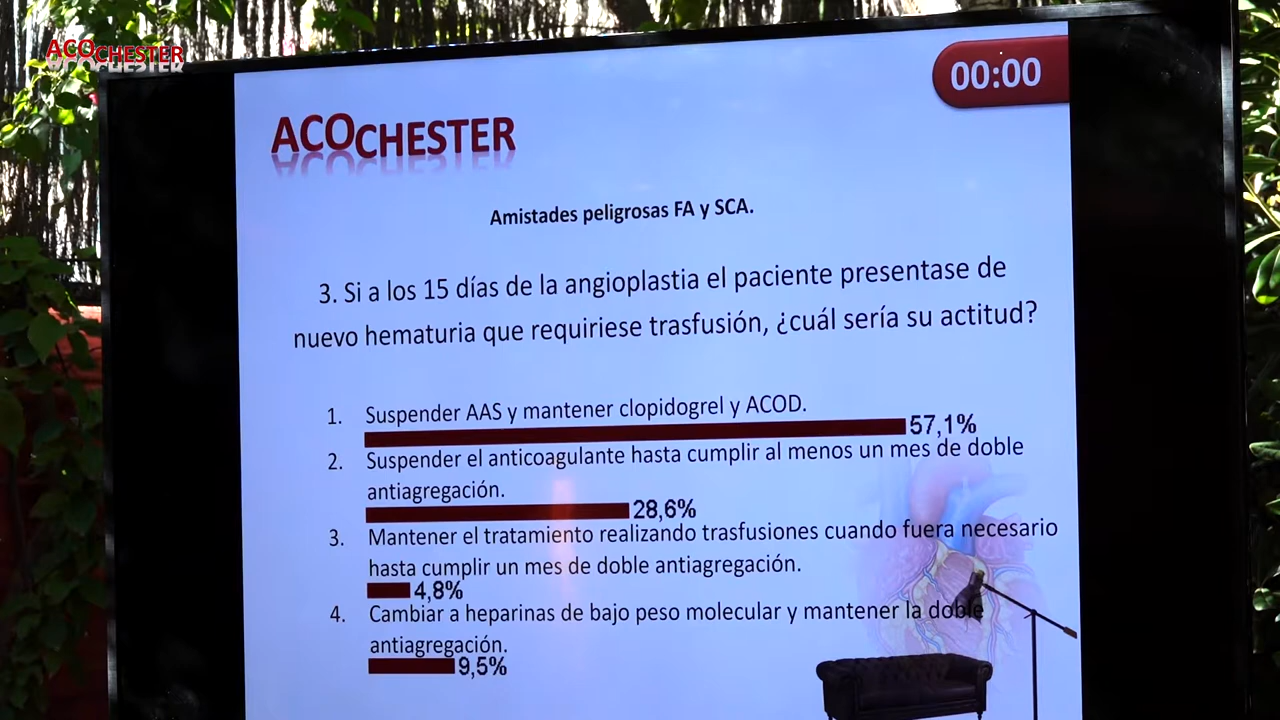 ACOCHESTER
00:00
ACOCHESTER
Amistades peligrosas FA y SCA.
3. Si a los 15 días de la angioplastia el paciente presentase de
nuevo hematuria que requiriese trasfusión, ¿cuál sería su actitud?
1. Suspender AAS y mantener clopidogrel y ACOD.
57,1%
2. Suspender el anticoagulante hasta cumplir al menos un mes de doble
antiagregación.
28,6%
3. Mantener el tratamiento realizando trasfusiones cuando fuera necesario
hasta cumplir un mes de doble antiagregación.
4,8%
4. Cambiar a heparinas de bajo peso molecular y mantener la doble
antiagregación.
9,5%